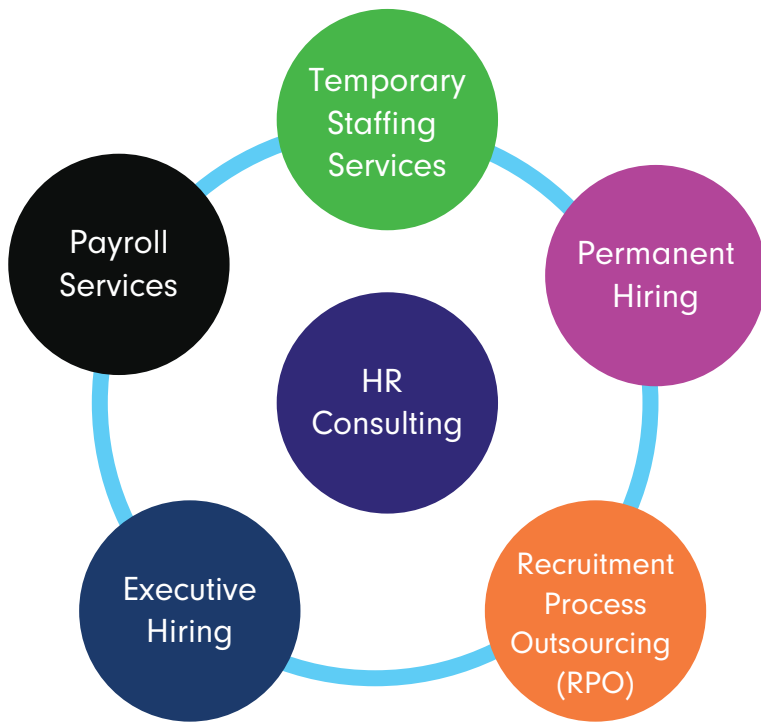 Temporary
Staffing
Services
Permanent
Hiring
Recruitment
Process
Outsourcing
(RPO)
Executive
Hiring
Payroll
Services
HR
Consulting